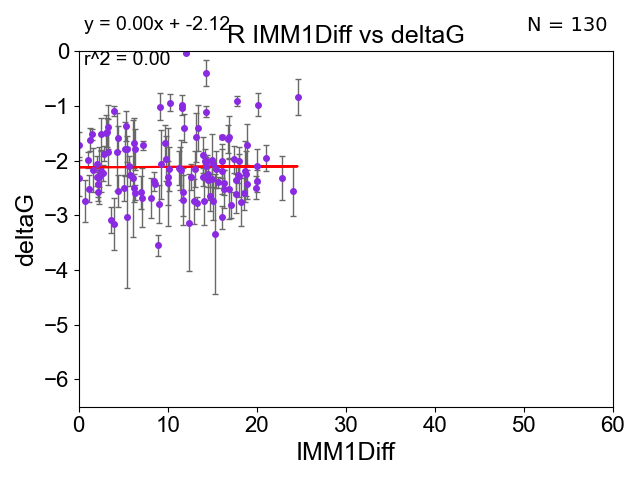 y = 0.00x + -2.12
N = 130
R IMM1Diff vs deltaG
r^2 = 0.00
0
−1
−2
−3
−4
−5
−6
deltaG
0 10 20 30 40 50 60
IMM1Diff